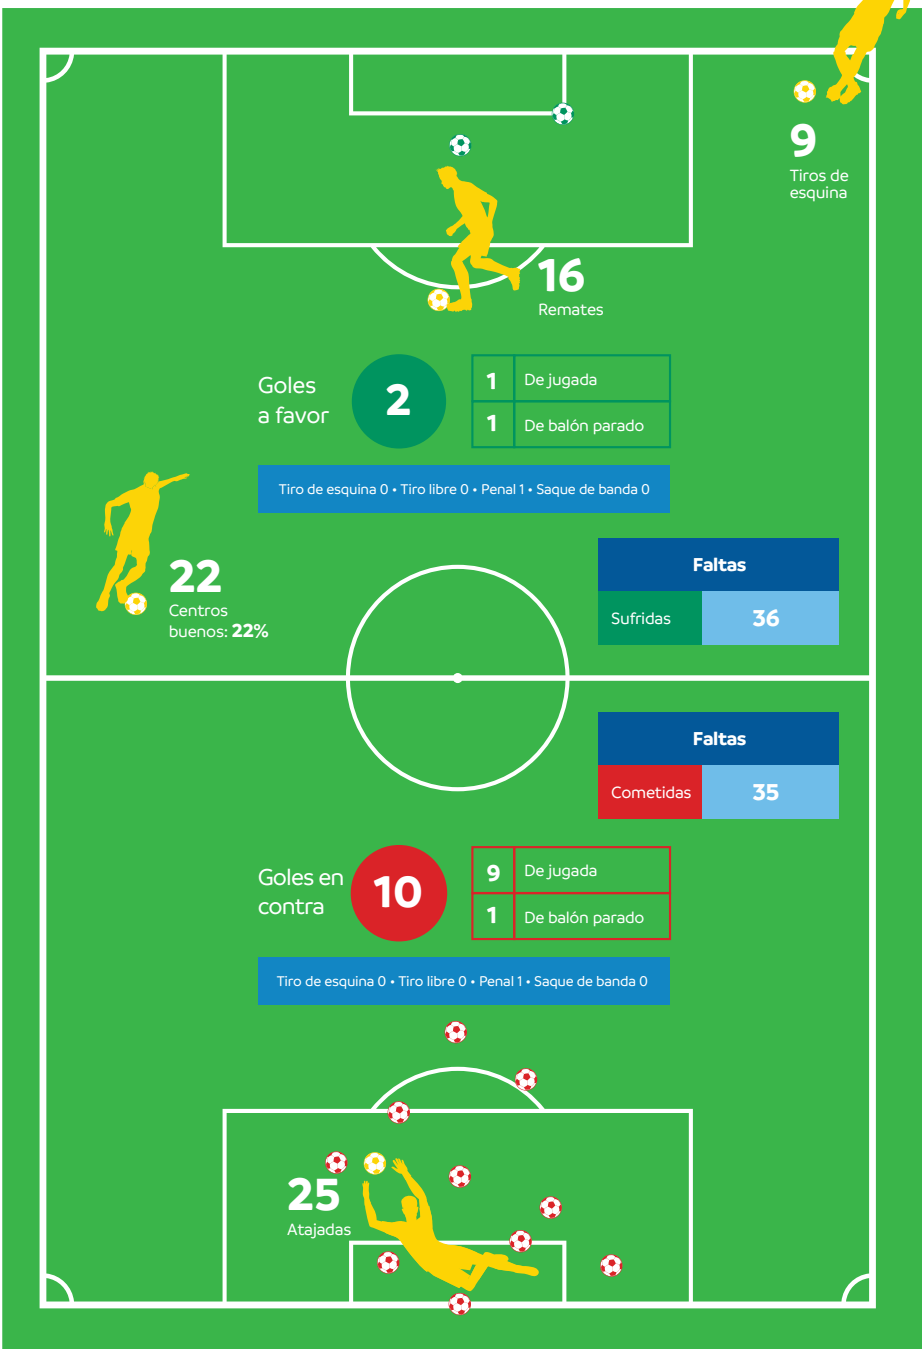 9
Tiros de
esquina
16
Remates
Goles
a favor
2
1 De jugada
1 De balón parado
Tiro de esquina 0 • Tiro libre 0 • Penal 1 • Saque de banda 0
22
Centros
buenos: 22%
Faltas
Sufridas 36
Faltas
Cometidas 35
Goles en
contra
10
9 De jugada
1 De balón parado
Tiro de esquina 0 • Tiro libre 0 • Penal 1 • Saque de banda 0
25
Atajadas